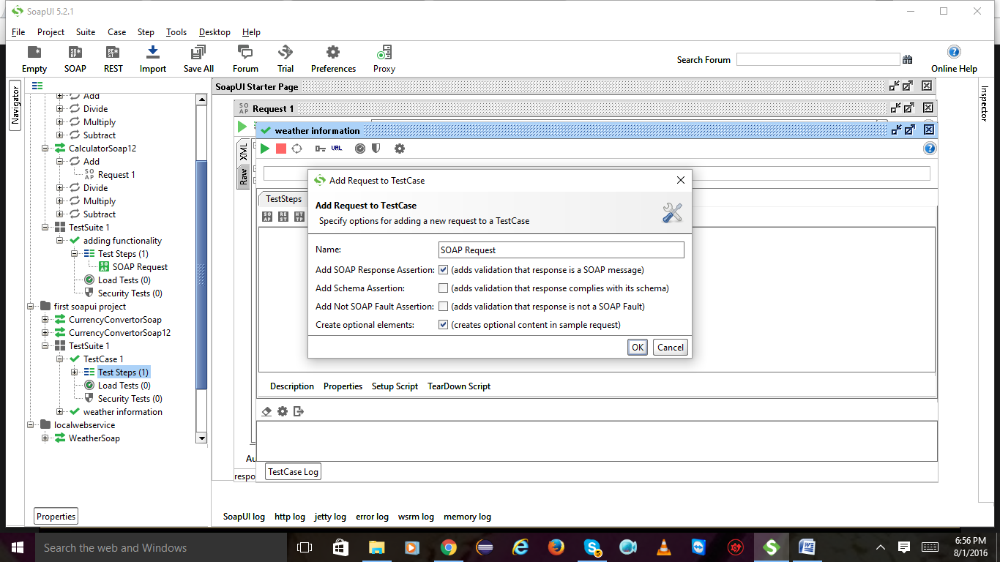 SoapUI 5.2.1
File Project Suite Case Step Tools Desktop Help
Empty SOAP REST Import Save All Forum Trial Preferences Proxy Search Forum Online Help
Navigator
Inspector
Add
Divide
Multiply
Subtract
CalculatorSoap12
Add
Request 1
Divide
Multiply
Subtract
TestSuite 1
adding functionality
Test Steps (1)
SOAP Request
Load Tests (0)
Security Tests (0)
first soapui project
CurrencyConvertorSoap
CurrencyConvertorSoap12
TestSuite 1
TestCase 1
Test Steps (1)
Load Tests (0)
Security Tests (0)
weather information
localwebservice
WeatherSoap
Properties
SoapUI Starter Page
Request 1
XML
Raw
weather information
URL
TestSteps
Add Request to TestCase
Add Request to TestCase
Specify options for adding a new request to a TestCase
Name: SOAP Request
Add SOAP Response Assertion: (adds validation that response is a SOAP message)
Add Schema Assertion: (adds validation that response complies with its schema)
Add Not SOAP Fault Assertion: (adds validation that response is not a SOAP Fault)
Create optional elements: (creates optional content in sample request)
OK Cancel
Description Properties Setup Script TearDown Script
Au
respo
TestCase Log
SoapUI log http log jetty log error log wsrm log memory log
Search the web and Windows
5
6:56 PM
8/1/2016